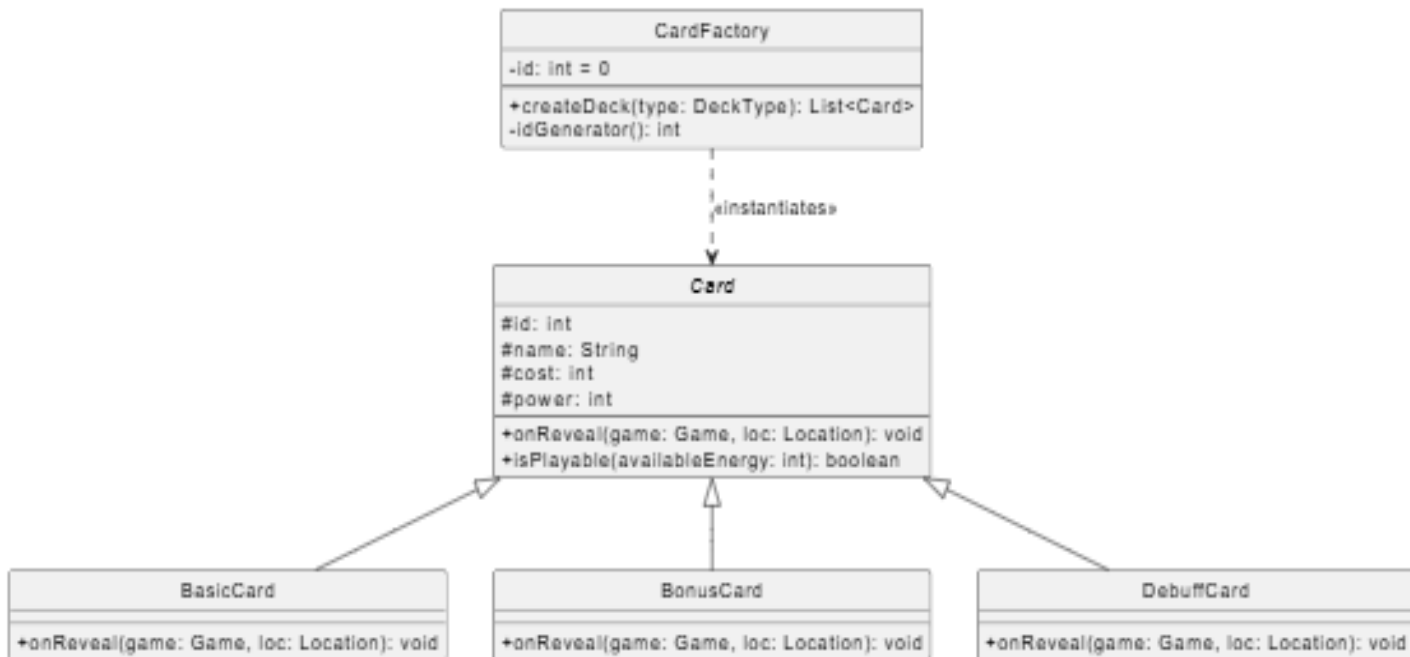 CardFactory
-id: int = 0
+createDeck(type: DeckType): List<Card>
-idGenerator(): int
«instantiates»
Card
#id: int
#name: String
#cost: int
#power: int
+onReveal(game: Game, loc: Location): void
+isPlayable(availableEnergy: int): boolean
BasicCard
+onReveal(game: Game, loc: Location): void
BonusCard
+onReveal(game: Game, loc: Location): void
DebuffCard
+onReveal(game: Game, loc: Location): void